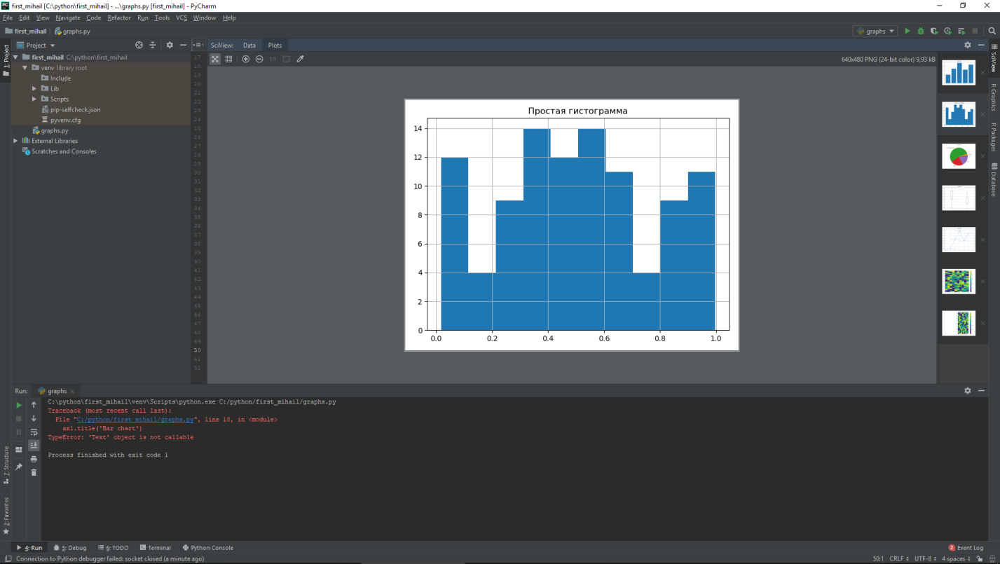 first_mihail [C:\python\first_mihail] - ...\graphs.py [first_mihail] - PyCharm
File Edit View Navigate Code Refactor Run Tools VCS Window Help
first_mihail graphs.py
graphs
1: Project
Project
SciView: Data Plots
first_mihail C:\python\first_mihail
venv library root
Include
Lib
Scripts
pip-selfcheck.json
pyvenv.cfg
graphs.py
External Libraries
Scratches and Consoles
17
18
19
20
21
22
23
24
25
26
27
28
29
30
31
32
33
34
35
36
37
38
39
40
41
42
43
44
45
46
47
48
49
50
51
52
1:1
640x480 PNG (24-bit color) 9,93 kB
Простая гистограмма
14
12
10
8
6
4
2
0
0.0 0.2 0.4 0.6 0.8 1.0
SciView
R Graphics
R Packages
Database
Run: graphs
C:\python\first_mihail\venv\Scripts\python.exe C:/python/first_mihail/graphs.py
Traceback (most recent call last):
File "C:/python/first_mihail/graphs.py", line 18, in <module>
ax1.title('Bar chart')
TypeError: 'Text' object is not callable
Process finished with exit code 1
7: Structure
2: Favorites
4: Run 5: Debug 6: TODO Terminal Python Console
2 Event Log
Connection to Python debugger failed: socket closed (a minute ago)
50:1 CRLF UTF-8 4 spaces